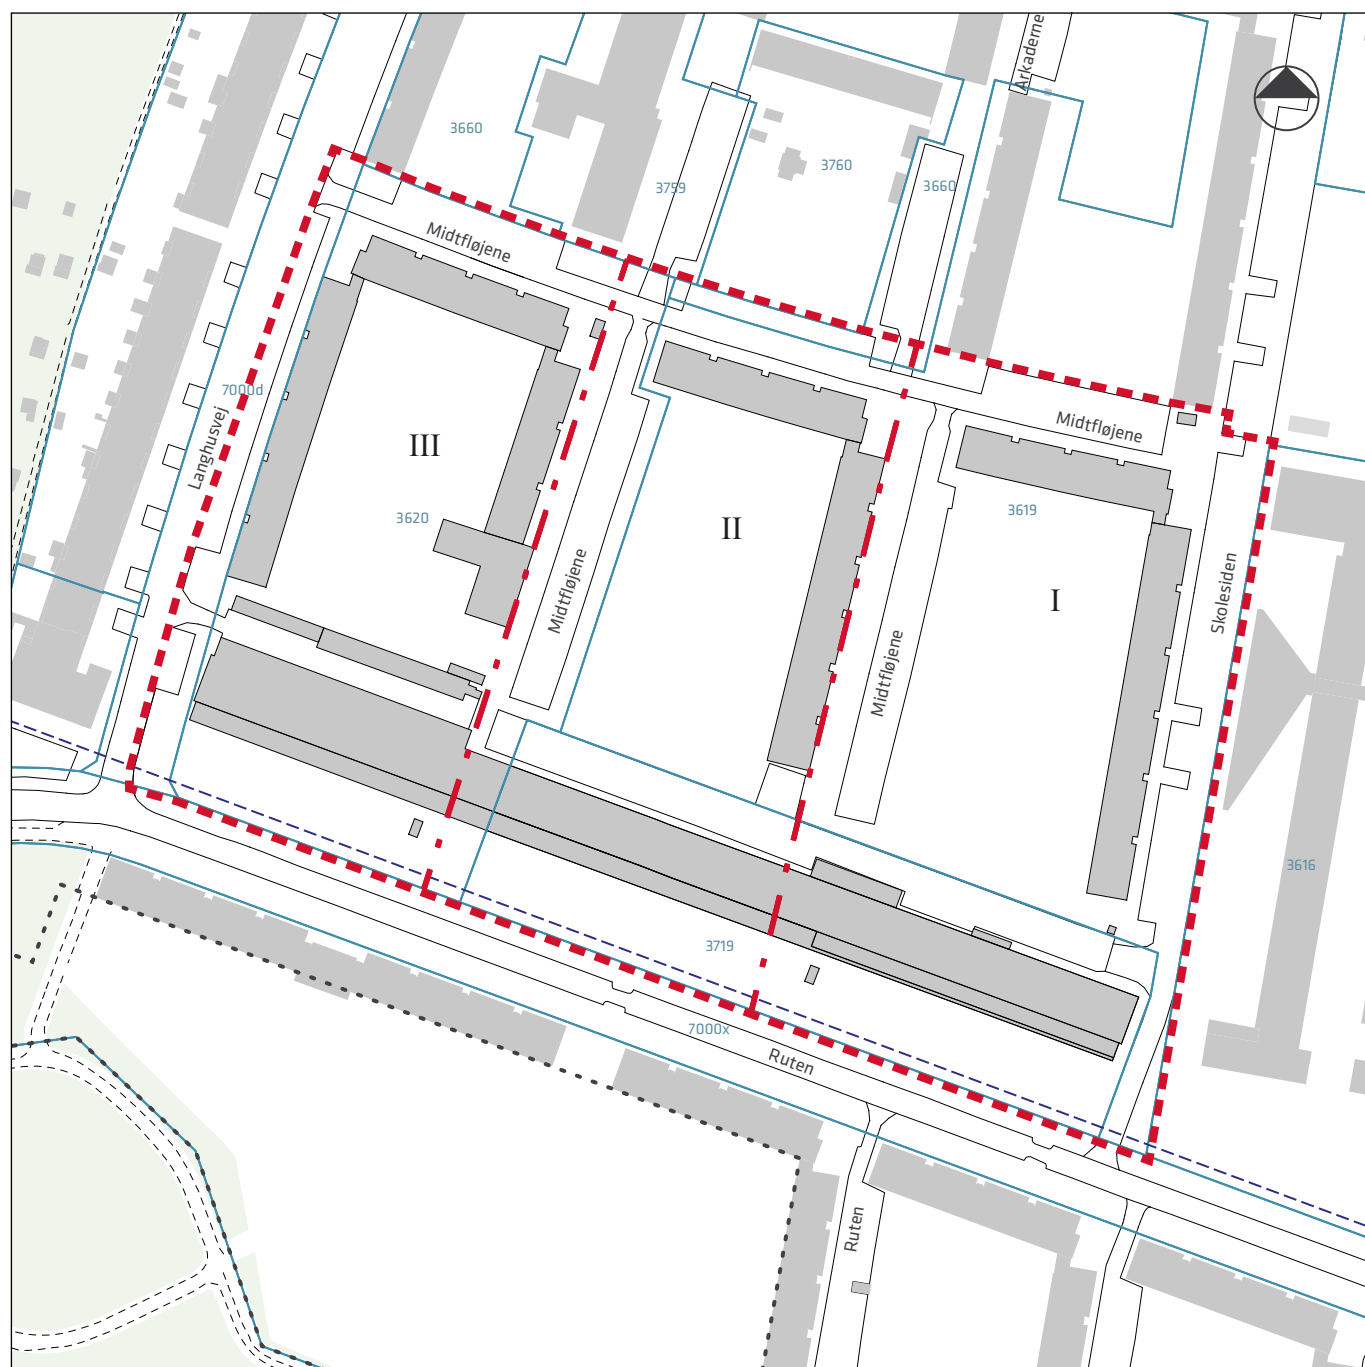 Arkaderne
3660
3759
3760
3660
Midtfløjene
7000d
Langhusvej
III
Midtfløjene
3620
II
3619
I
Skolesiden
Midtfløjene
Midtfløjene
3616
3719
7000x
Ruten
Ruten